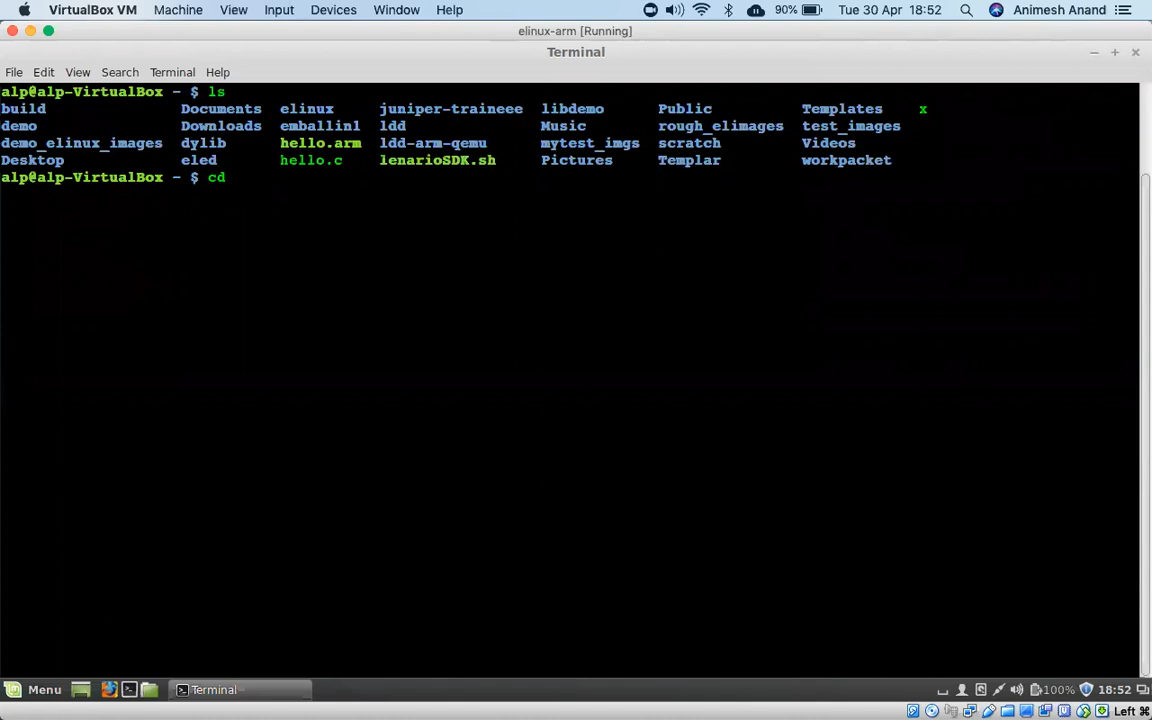 VirtualBox VM Machine View Input Devices Window Help 90% Tue 30 Apr 18:52 Animesh Anand
elinux-arm [Running]
Terminal
File Edit View Search Terminal Help
alp@alp-VirtualBox ~ $ ls
build Documents elinux juniper-traineee libdemo Public Templates x
demo Downloads emballin1 ldd Music rough_elimages test_images
demo_elinux_images dylib hello.arm ldd-arm-qemu mytest_imgs scratch Videos
Desktop eled hello.c lenarioSDK.sh Pictures Templar workpacket
alp@alp-VirtualBox ~ $ cd
Menu Terminal 100% 18:52
Left ⌘